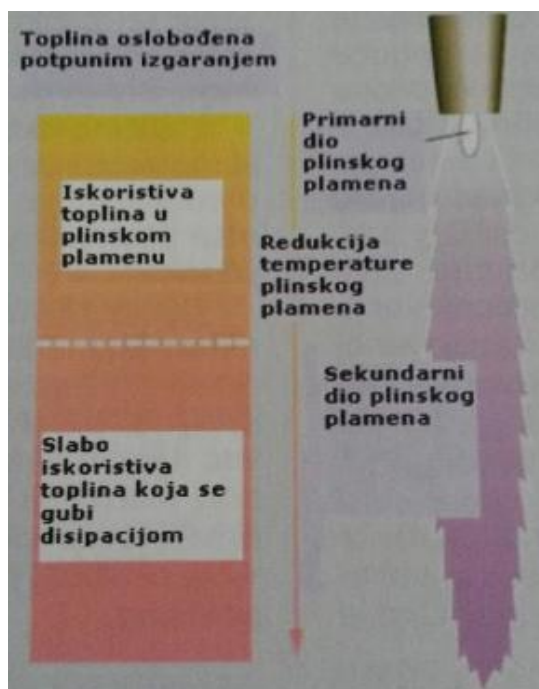 Toplina oslobođena
potpunim izgaranjem
Primarni
dio
plinskog
plamena
Iskoristiva
toplina u
plinskom
plamenu
Redukcija
temperature
plinskog
plamena
Sekundarni
dio plinskog
plamena
Slabo
iskoristiva
toplina koja se
gubi
disipacijom